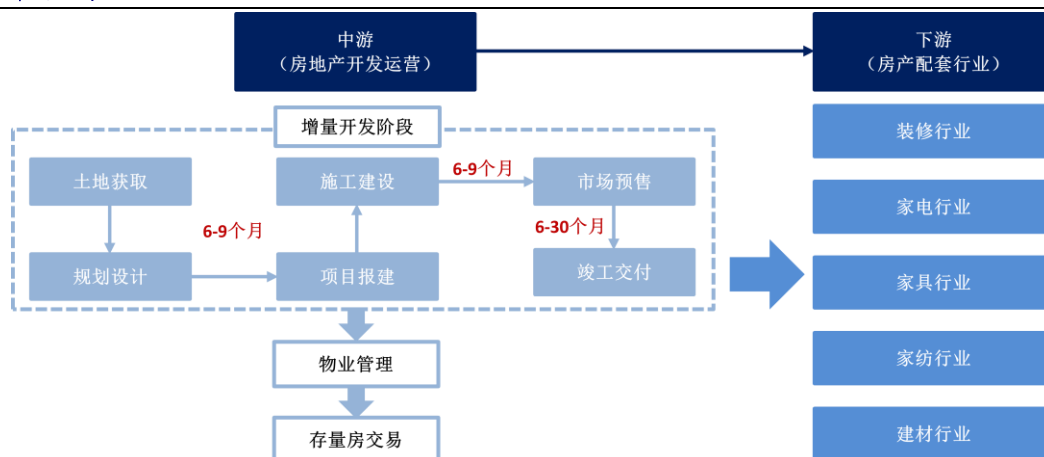 中游
（房地产开发运营）
下游
（房产配套行业）
增量开发阶段
土地获取
施工建设
6-9个月
市场预售
6-9个月
6-30个月
规划设计
项目报建
竣工交付
物业管理
存量房交易
装修行业
家电行业
家具行业
家纺行业
建材行业